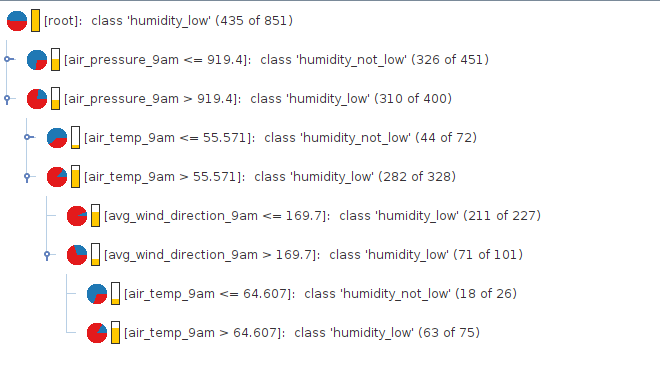 [root]: class 'humidity_low' (435 of 851)
[air_pressure_9am <= 919.4]: class 'humidity_not_low' (326 of 451)
[air_pressure_9am > 919.4]: class 'humidity_low' (310 of 400)
[air_temp_9am <= 55.571]: class 'humidity_not_low' (44 of 72)
[air_temp_9am > 55.571]: class 'humidity_low' (282 of 328)
[avg_wind_direction_9am <= 169.7]: class 'humidity_low' (211 of 227)
[avg_wind_direction_9am > 169.7]: class 'humidity_low' (71 of 101)
[air_temp_9am <= 64.607]: class 'humidity_not_low' (18 of 26)
[air_temp_9am > 64.607]: class 'humidity_low' (63 of 75)